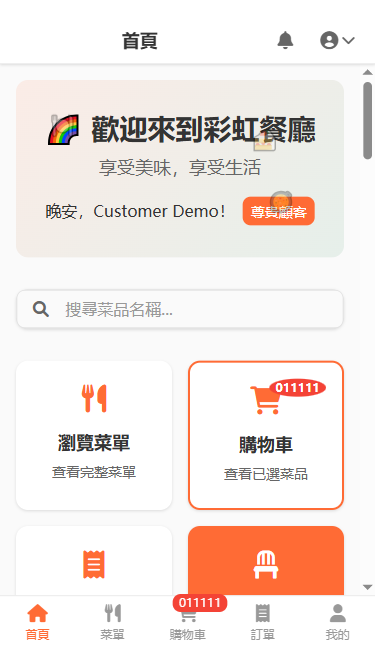 首頁
歡迎來到彩虹餐廳
享受美味，享受生活
晚安，Customer Demo！ 尊貴顧客
搜尋菜品名稱...
011111
瀏覽菜單
查看完整菜單
購物車
查看已選菜品
011111
首頁
菜單
購物車
訂單
我的